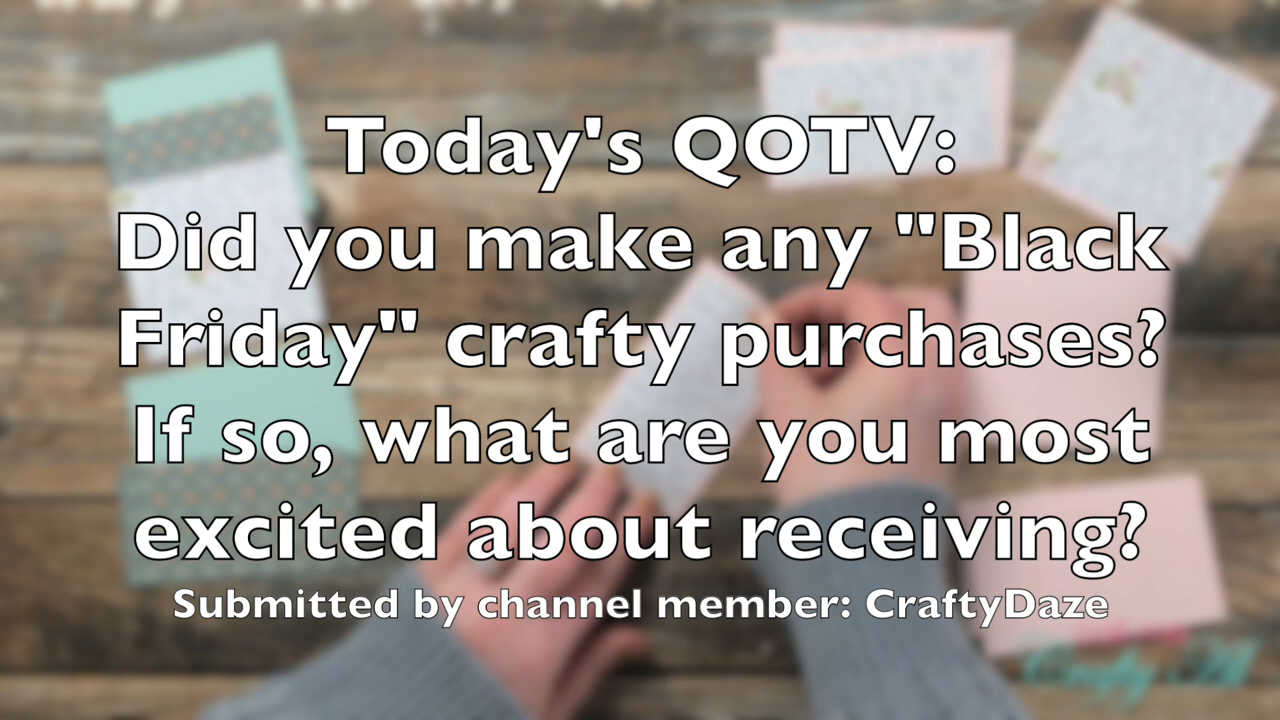 Today's QOTV:
Did you make any "Black
Friday" crafty purchases?
If so, what are you most
excited about receiving?
Submitted by channel member: CraftyDaze